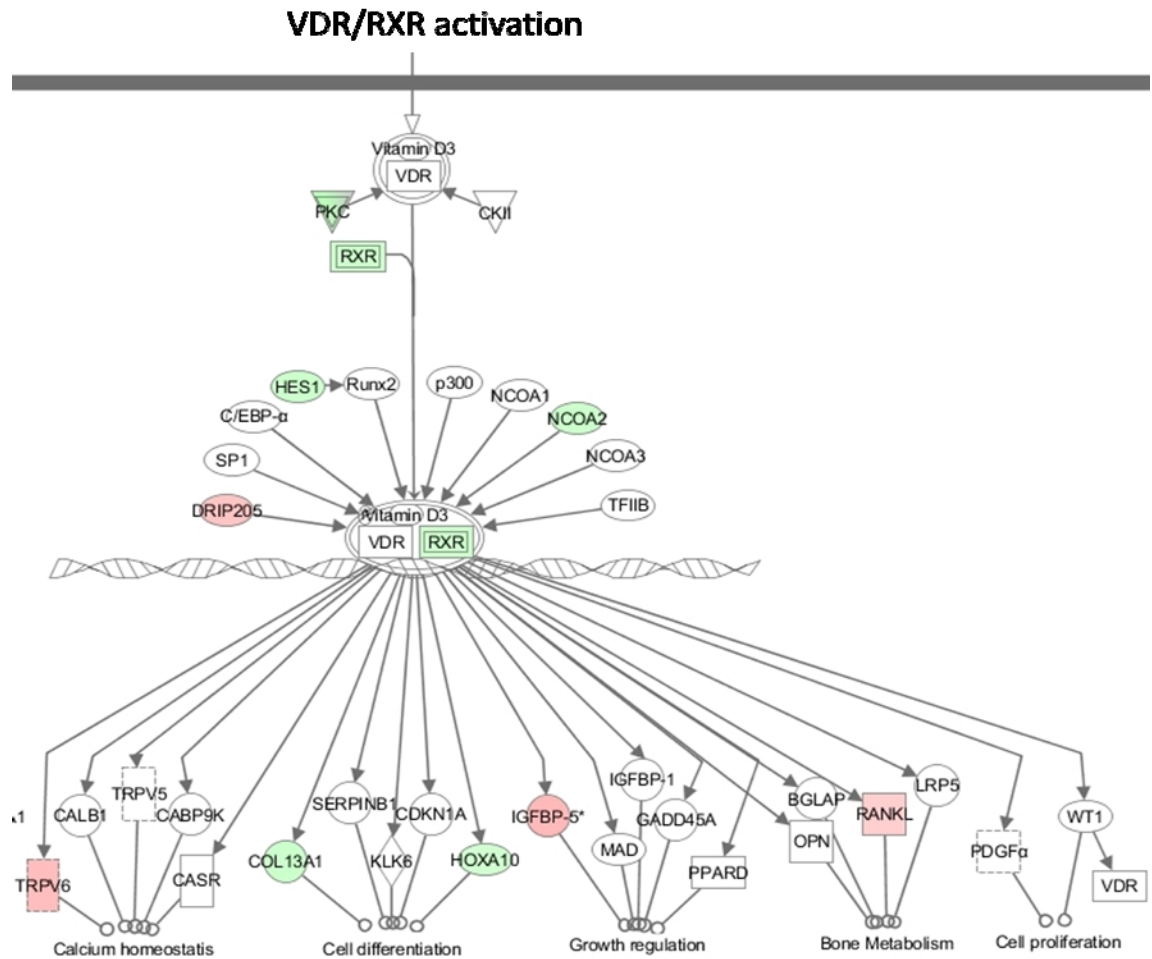 VDR/RXR activation
Vitamin D3
VDR
PKC
CKII
RXR
HES1
Runx2
p300
NCOA1
C/EBP-α
NCOA2
SP1
NCOA3
DRIP205
TFIIB
Vitamin D3
VDR
RXR
TRPV5
CALB1
CABP9K
TRPV6
CASR
SERPINB1
CDKN1A
COL13A1
KLK6
HOXA10
IGFBP-1
IGFBP-5*
GADD45A
MAD
PPARD
LRP5
BGLAP
RANKL
OPN
WT1
PDGFα
VDR
Calcium homeostatis
Cell differentiation
Growth regulation
Bone Metabolism
Cell proliferation